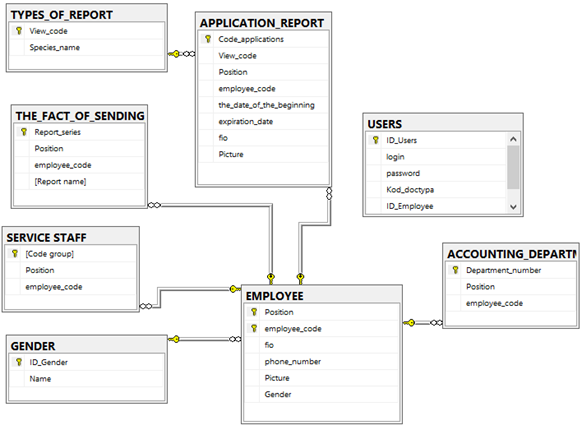 TYPES_OF_REPORT
View_code
Species_name
APPLICATION_REPORT
Code_applications
View_code
Position
employee_code
the_date_of_the_beginning
expiration_date
fio
Picture
THE_FACT_OF_SENDING
Report_series
Position
employee_code
[Report name]
USERS
ID_Users
login
password
Kod_doctypa
ID_Employee
SERVICE STAFF
[Code group]
Position
employee_code
ACCOUNTING_DEPARTM
Department_number
Position
employee_code
EMPLOYEE
Position
employee_code
fio
phone_number
Picture
Gender
GENDER
ID_Gender
Name